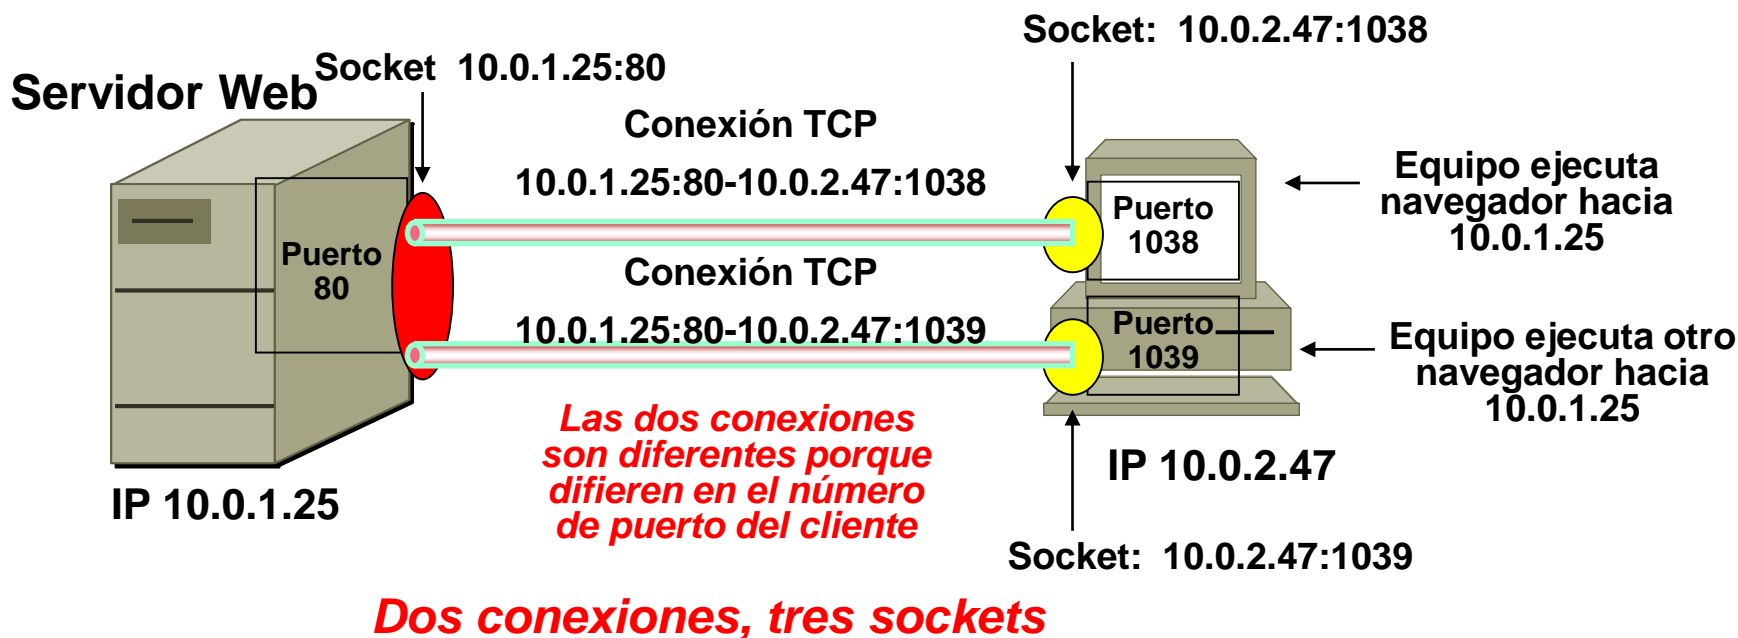 Socket: 10.0.2.47:1038
Socket 10.0.1.25:80
Servidor Web
Conexión TCP
10.0.1.25:80-10.0.2.47:1038
Equipo ejecuta
navegador hacia
10.0.1.25
Puerto
1038
Puerto
80
Conexión TCP
10.0.1.25:80-10.0.2.47:1039
Puerto
1039
Equipo ejecuta otro
navegador hacia
10.0.1.25
Las dos conexiones
son diferentes porque
difieren en el número
de puerto del cliente
IP 10.0.2.47
IP 10.0.1.25
Socket: 10.0.2.47:1039
Dos conexiones, tres sockets